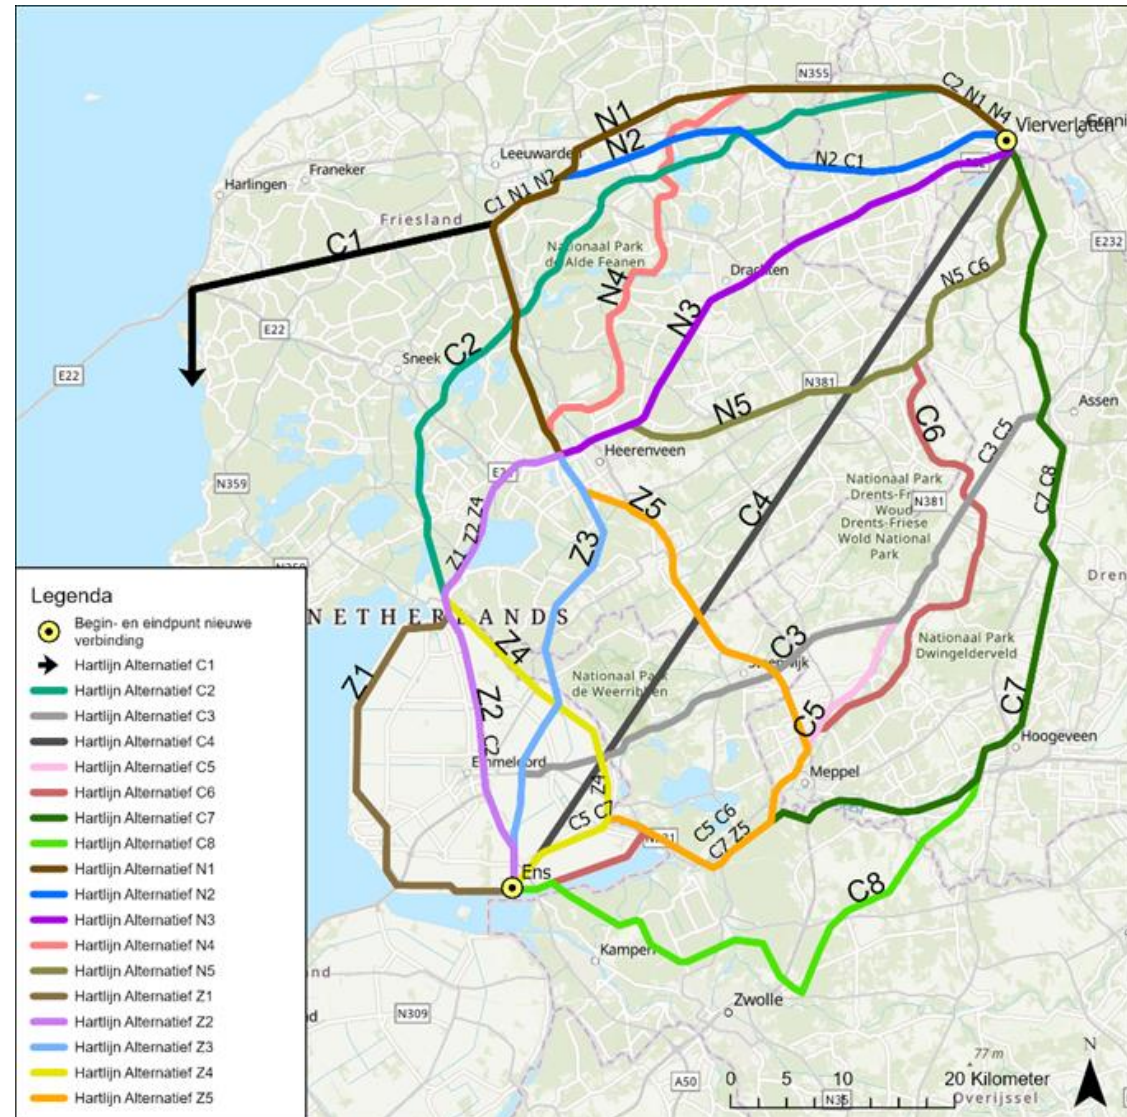 N355
C2 N1 N4
Vierverlaten
N1
N2
Leeuwarden
Franeker
Harlingen
N2 C1
C1 N1 N2
Friesland
C1
E232
Nationaal Park
de Alde Feanen
Drachten
N5 C6
N4
N3
E22
C2
Sneek
E22
N381
Assen
N5
C6
C3 C5
Heerenveen
N359
Nationaal Park
Drents-Fr
Woud
N381
Drents-Friese
Wold National
Park
C7 C8
Z1 Z2 Z4
Z5
C4
Z3
Dren
NETHERLANDS
Z4
C3
Nationaal Park
Dwingelderveld
Nationaal Park
de Weerribben
Z1
Z2
C2
C5
C7
Hoogeveen
Emmeloord
Meppel
Z4
C5 C7
C5 C6
C7 Z5
Ens
C8
Kampen
Zwolle
N309
A50
N35
77 m
N
0 5 10 20 Kilometer
Overijssel
Legenda
Begin- en eindpunt nieuwe
verbinding
Hartlijn Alternatief C1
Hartlijn Alternatief C2
Hartlijn Alternatief C3
Hartlijn Alternatief C4
Hartlijn Alternatief C5
Hartlijn Alternatief C6
Hartlijn Alternatief C7
Hartlijn Alternatief C8
Hartlijn Alternatief N1
Hartlijn Alternatief N2
Hartlijn Alternatief N3
Hartlijn Alternatief N4
Hartlijn Alternatief N5
Hartlijn Alternatief Z1
Hartlijn Alternatief Z2
Hartlijn Alternatief Z3
Hartlijn Alternatief Z4
Hartlijn Alternatief Z5